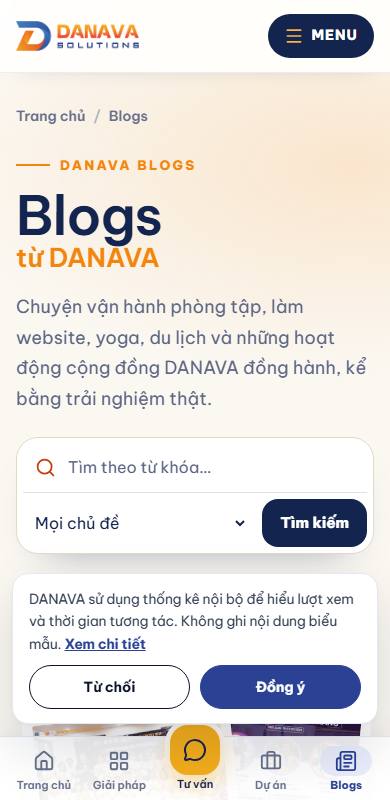 DANAVA
SOLUTIONS
MENU
Trang chủ / Blogs
DANAVA BLOGS
Blogs
từ DANAVA
Chuyện vận hành phòng tập, làm
website, yoga, du lịch và những hoạt
động cộng đồng DANAVA đồng hành, kể
bằng trải nghiệm thật.
Tìm theo từ khóa...
Mọi chủ đề
Tìm kiếm
DANAVA sử dụng thống kê nội bộ để hiểu lượt xem
và thời gian tương tác. Không ghi nội dung biểu
mẫu. Xem chi tiết
Từ chối
Đồng ý
Trang chủ
Giải pháp
Tư vấn
Dự án
Blogs